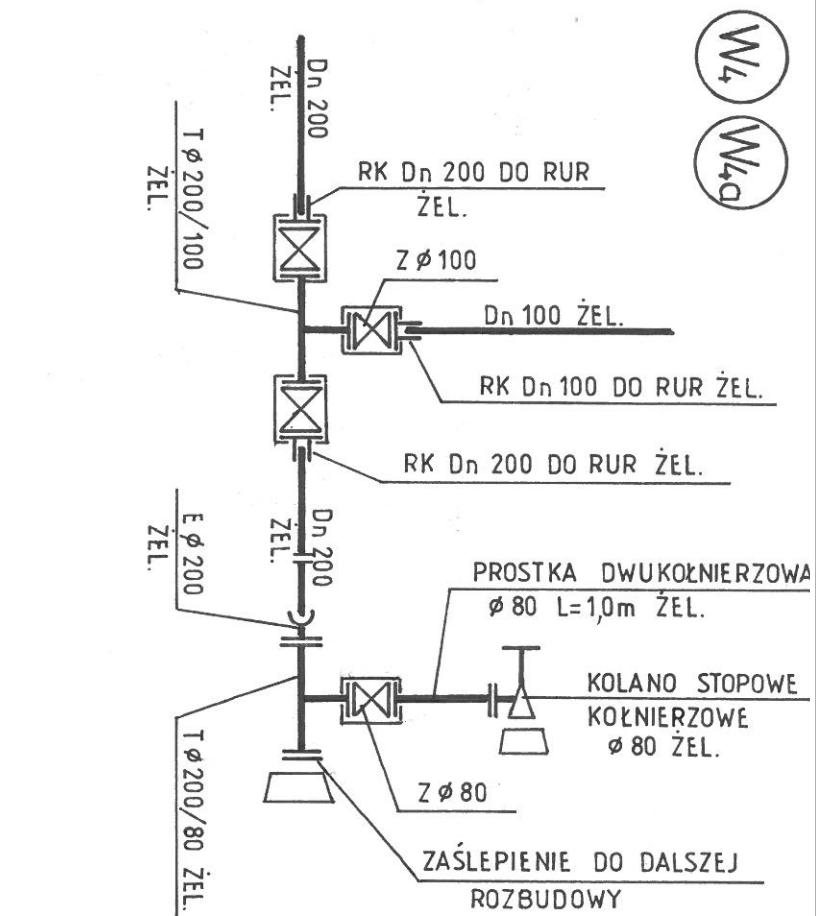 W4
W4a
Dn 200
ŻEL.
T ø 200/100
ŻEL.
RK Dn 200 DO RUR
ŻEL.
Z ø 100
Dn 100 ŻEL.
RK Dn 100 DO RUR ŻEL.
RK Dn 200 DO RUR ŻEL.
Dn 200
ŻEL.
E ø 200
ŻEL.
PROSTKA DWUKOŁNIERZOWA
ø 80 L=1,0m ŻEL.
KOLANO STOPOWE
KOŁNIERZOWE
ø 80 ŻEL.
T ø 200/80 ŻEL.
Z ø 80
ZAŚLEPIENIE DO DALSZEJ
ROZBUDOWY